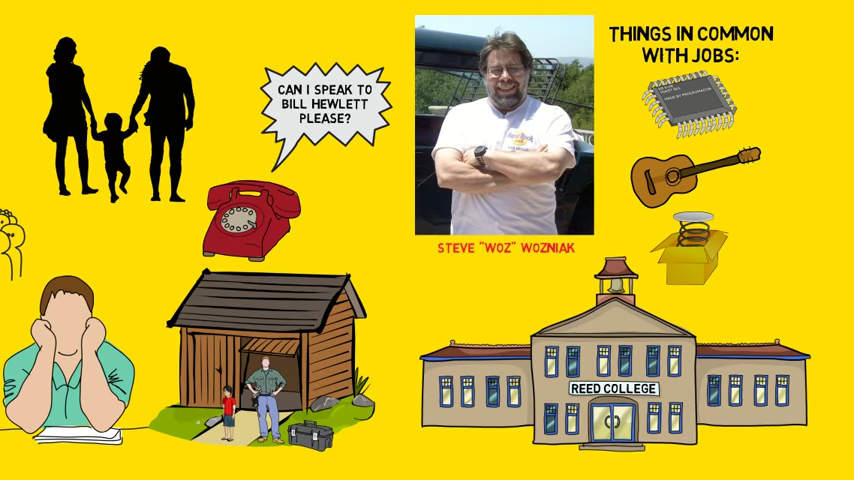 CAN I SPEAK TO
BILL HEWLETT
PLEASE?
THINGS IN COMMON
WITH JOBS:
STEVE "WOZ" WOZNIAK
REED COLLEGE